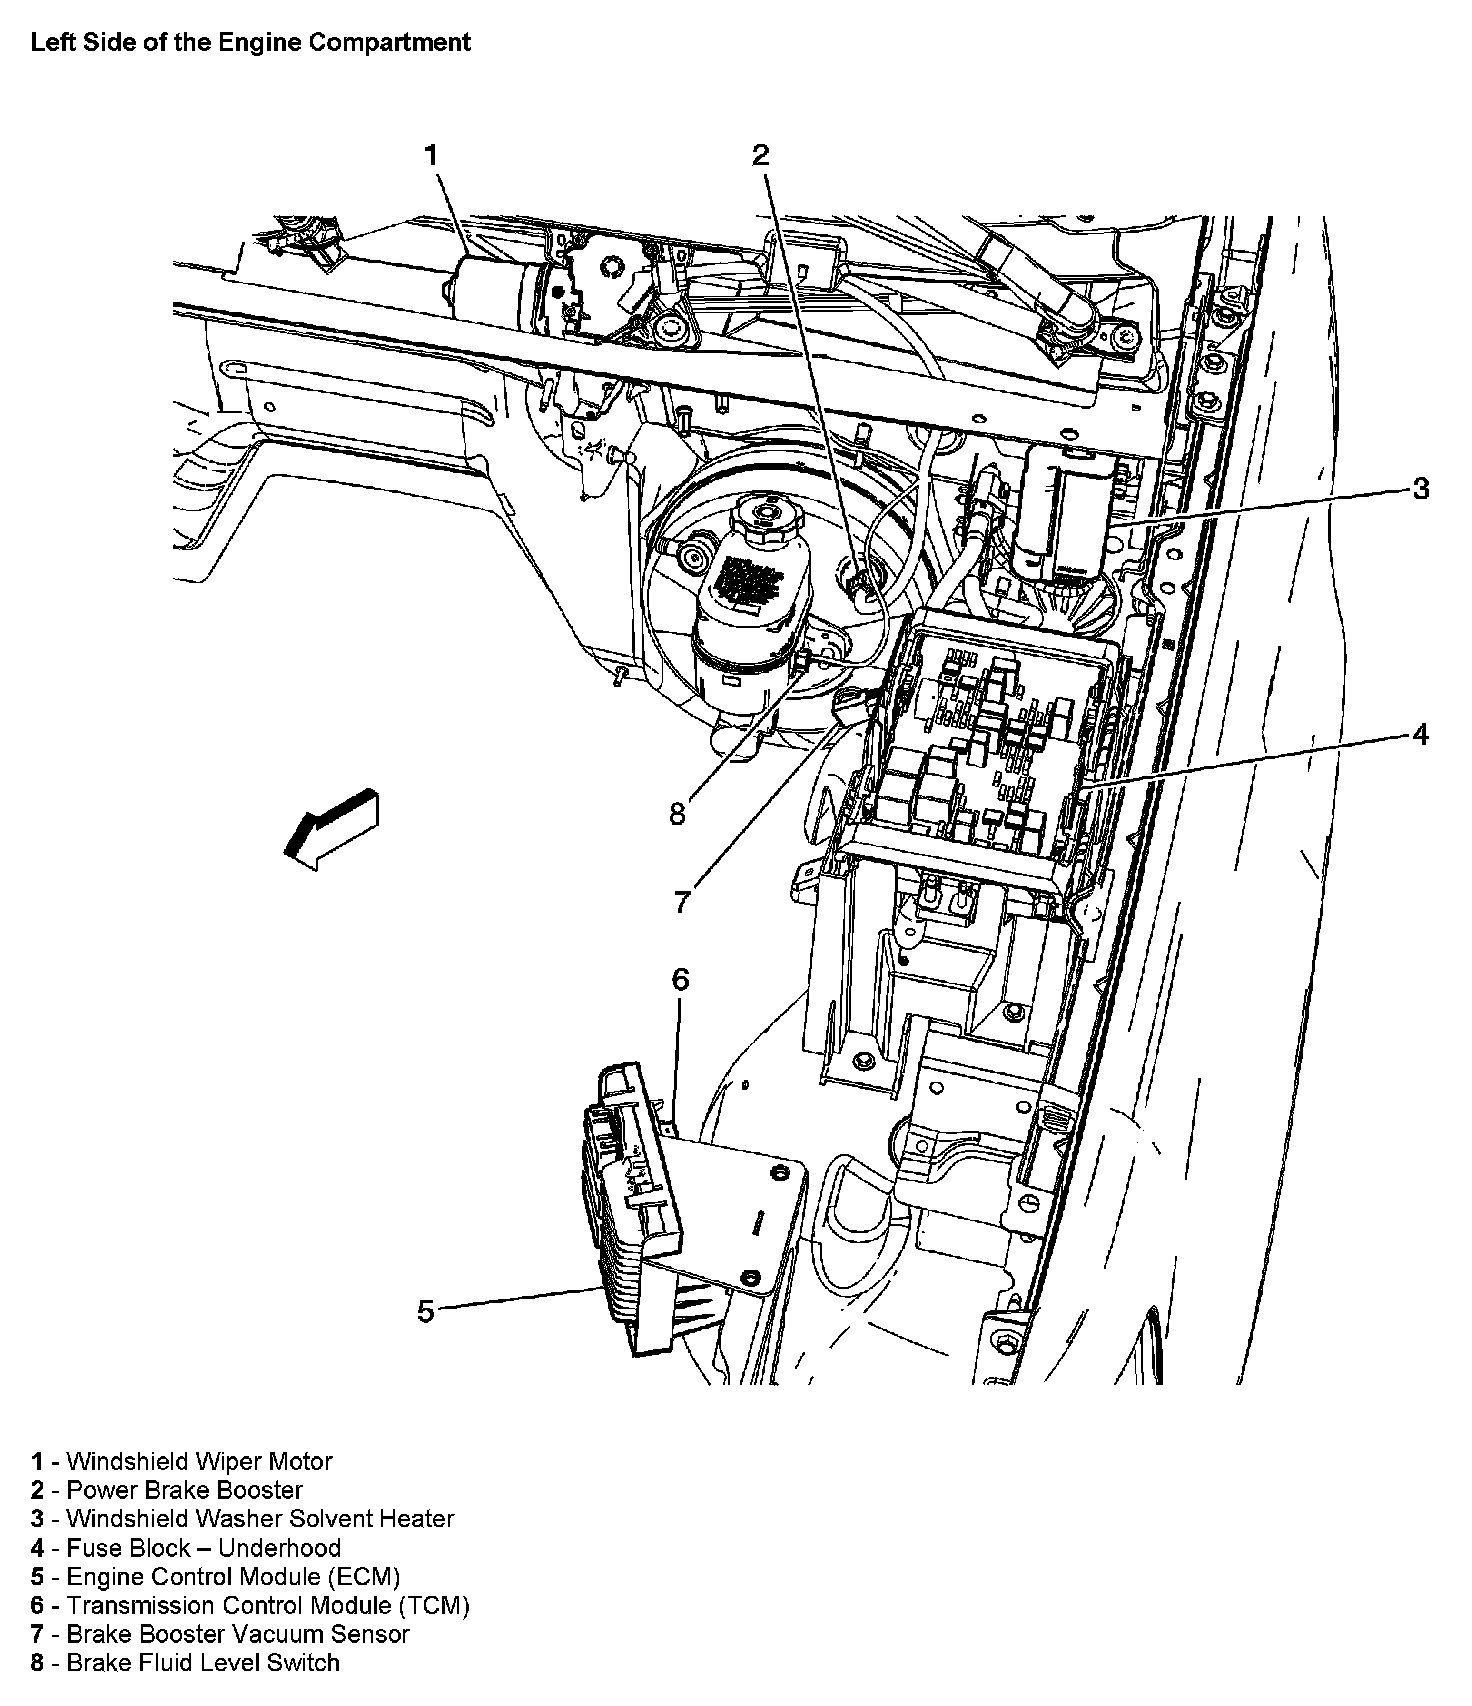 Left Side of the Engine Compartment
1
2
3
4
8
7
6
5
1 - Windshield Wiper Motor
2 - Power Brake Booster
3 - Windshield Washer Solvent Heater
4 - Fuse Block – Underhood
5 - Engine Control Module (ECM)
6 - Transmission Control Module (TCM)
7 - Brake Booster Vacuum Sensor
8 - Brake Fluid Level Switch